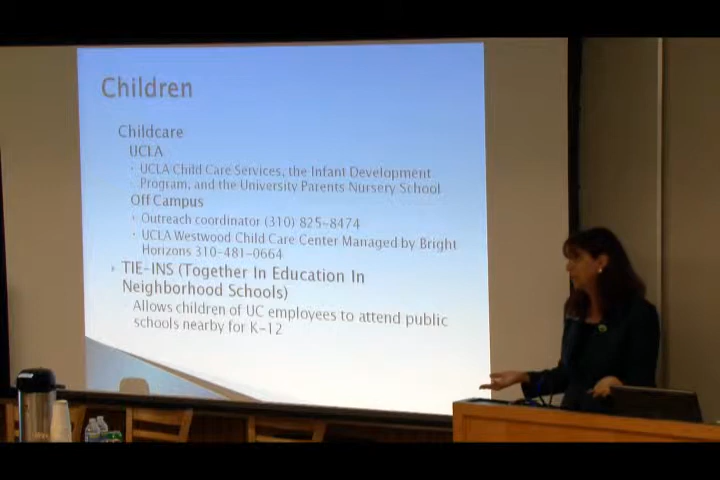 Children
Childcare
UCLA
UCLA Child Care Services, the Infant Development
Program, and the University Parents Nursery School
Off Campus
Outreach coordinator (310) 825-8474
UCLA Westwood Child Care Center Managed by Bright
Horizons 310-481-0664
TIE-INS (Together In Education In
Neighborhood Schools)
Allows children of UC employees to attend public
schools nearby for K-12